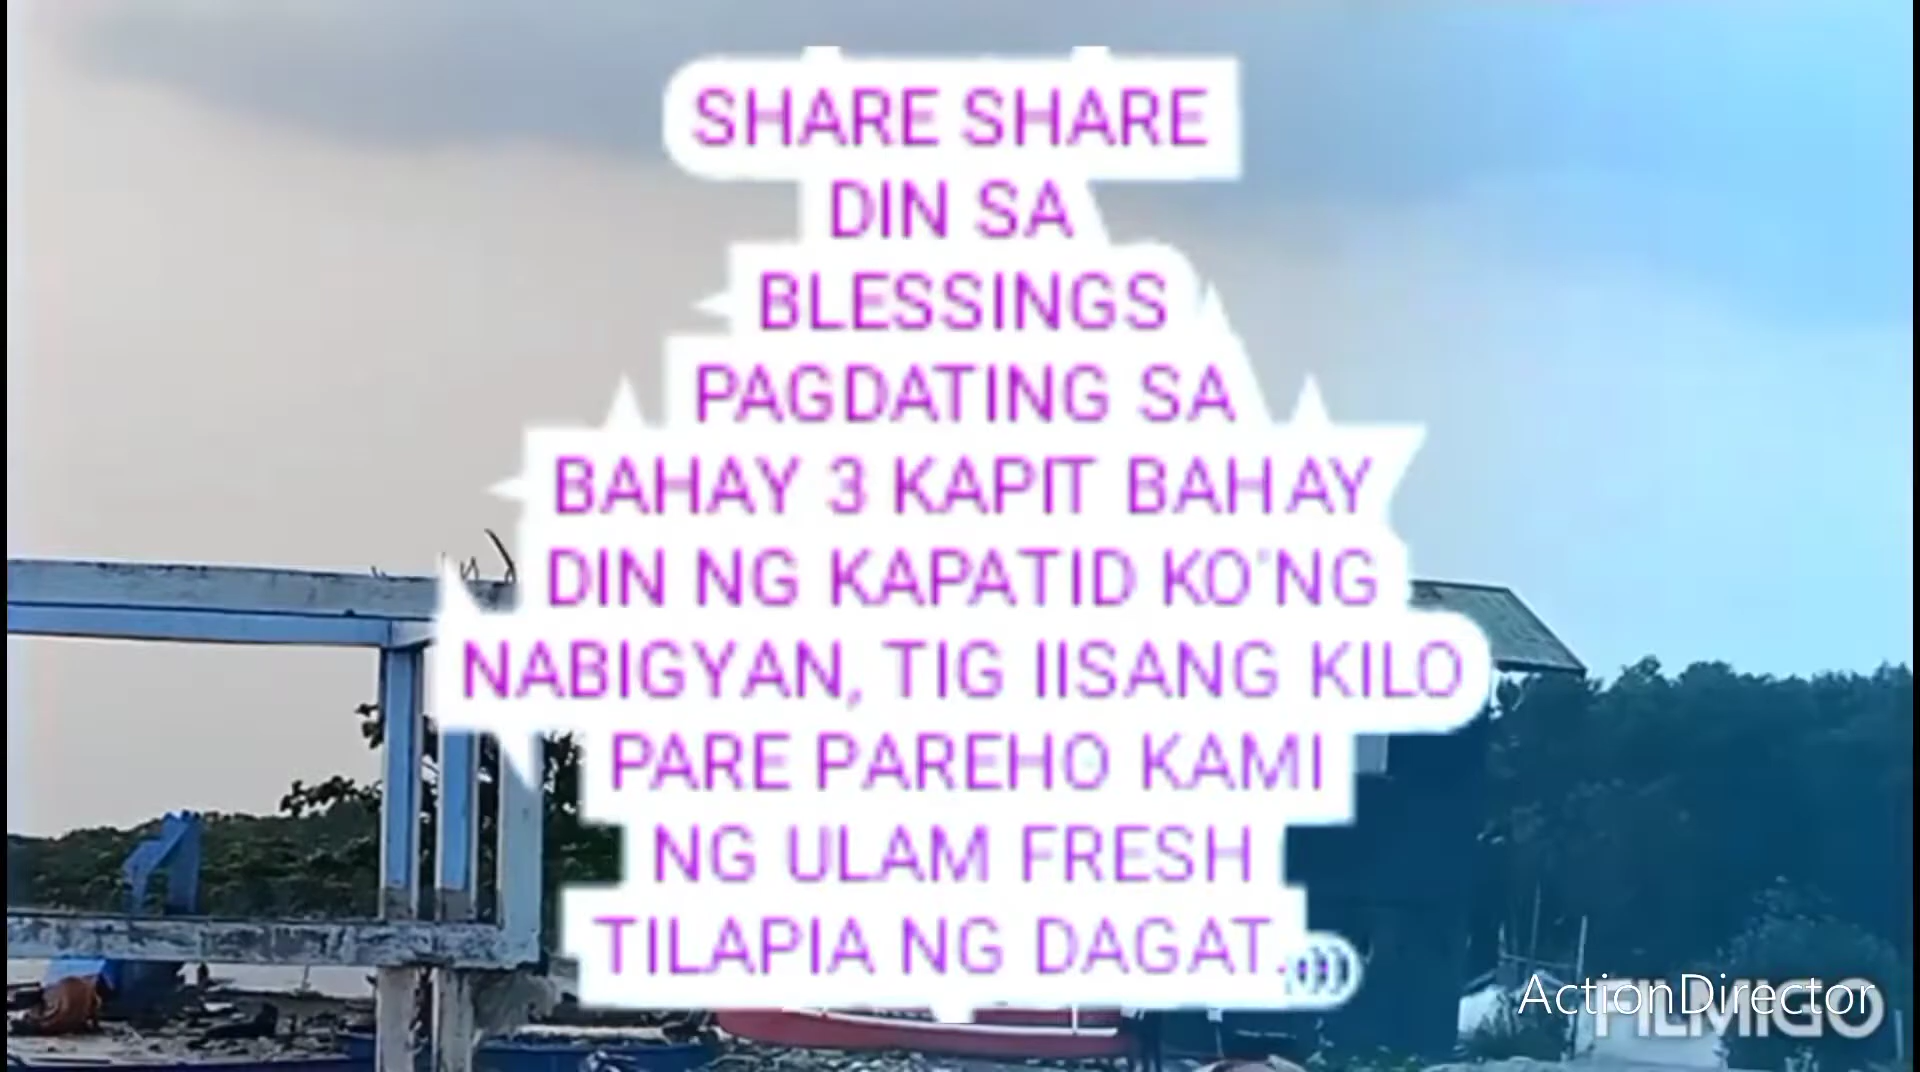 SHARE SHARE
DIN SA
BLESSINGS
PAGDATING SA
BAHAY 3 KAPIT BAHAY
DIN NG KAPATID KO'NG
NABIGYAN, TIG IISANG KILO
PARE PAREHO KAMI
NG ULAM FRESH
TILAPIA NG DAGAT.)))
ActionDirector
FILMIGO